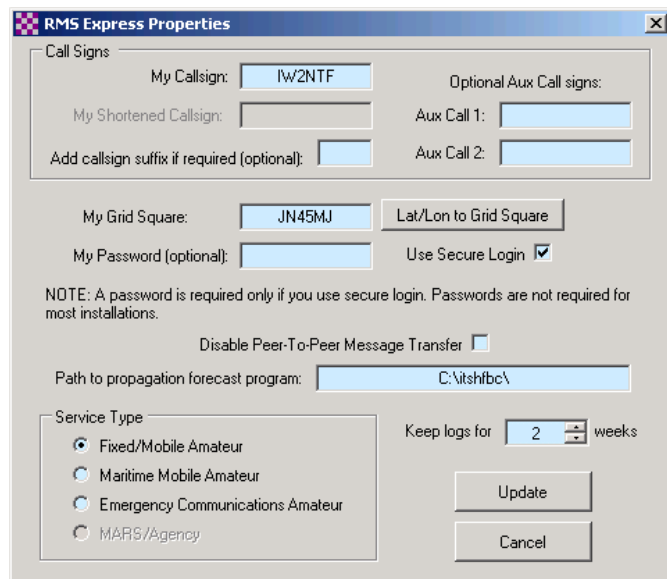 RMS Express Properties
Call Signs
My Callsign: IW2NTF
Optional Aux Call signs:
My Shortened Callsign:
Aux Call 1:
Add callsign suffix if required (optional):
Aux Call 2:
My Grid Square: JN45MJ Lat/Lon to Grid Square
My Password (optional): Use Secure Login
NOTE: A password is required only if you use secure login. Passwords are not required for
most installations.
Disable Peer-To-Peer Message Transfer
Path to propagation forecast program: C:\itshfbc\
Service Type
Keep logs for 2 weeks
Fixed/Mobile Amateur
Maritime Mobile Amateur
Emergency Communications Amateur
MARS/Agency
Update
Cancel